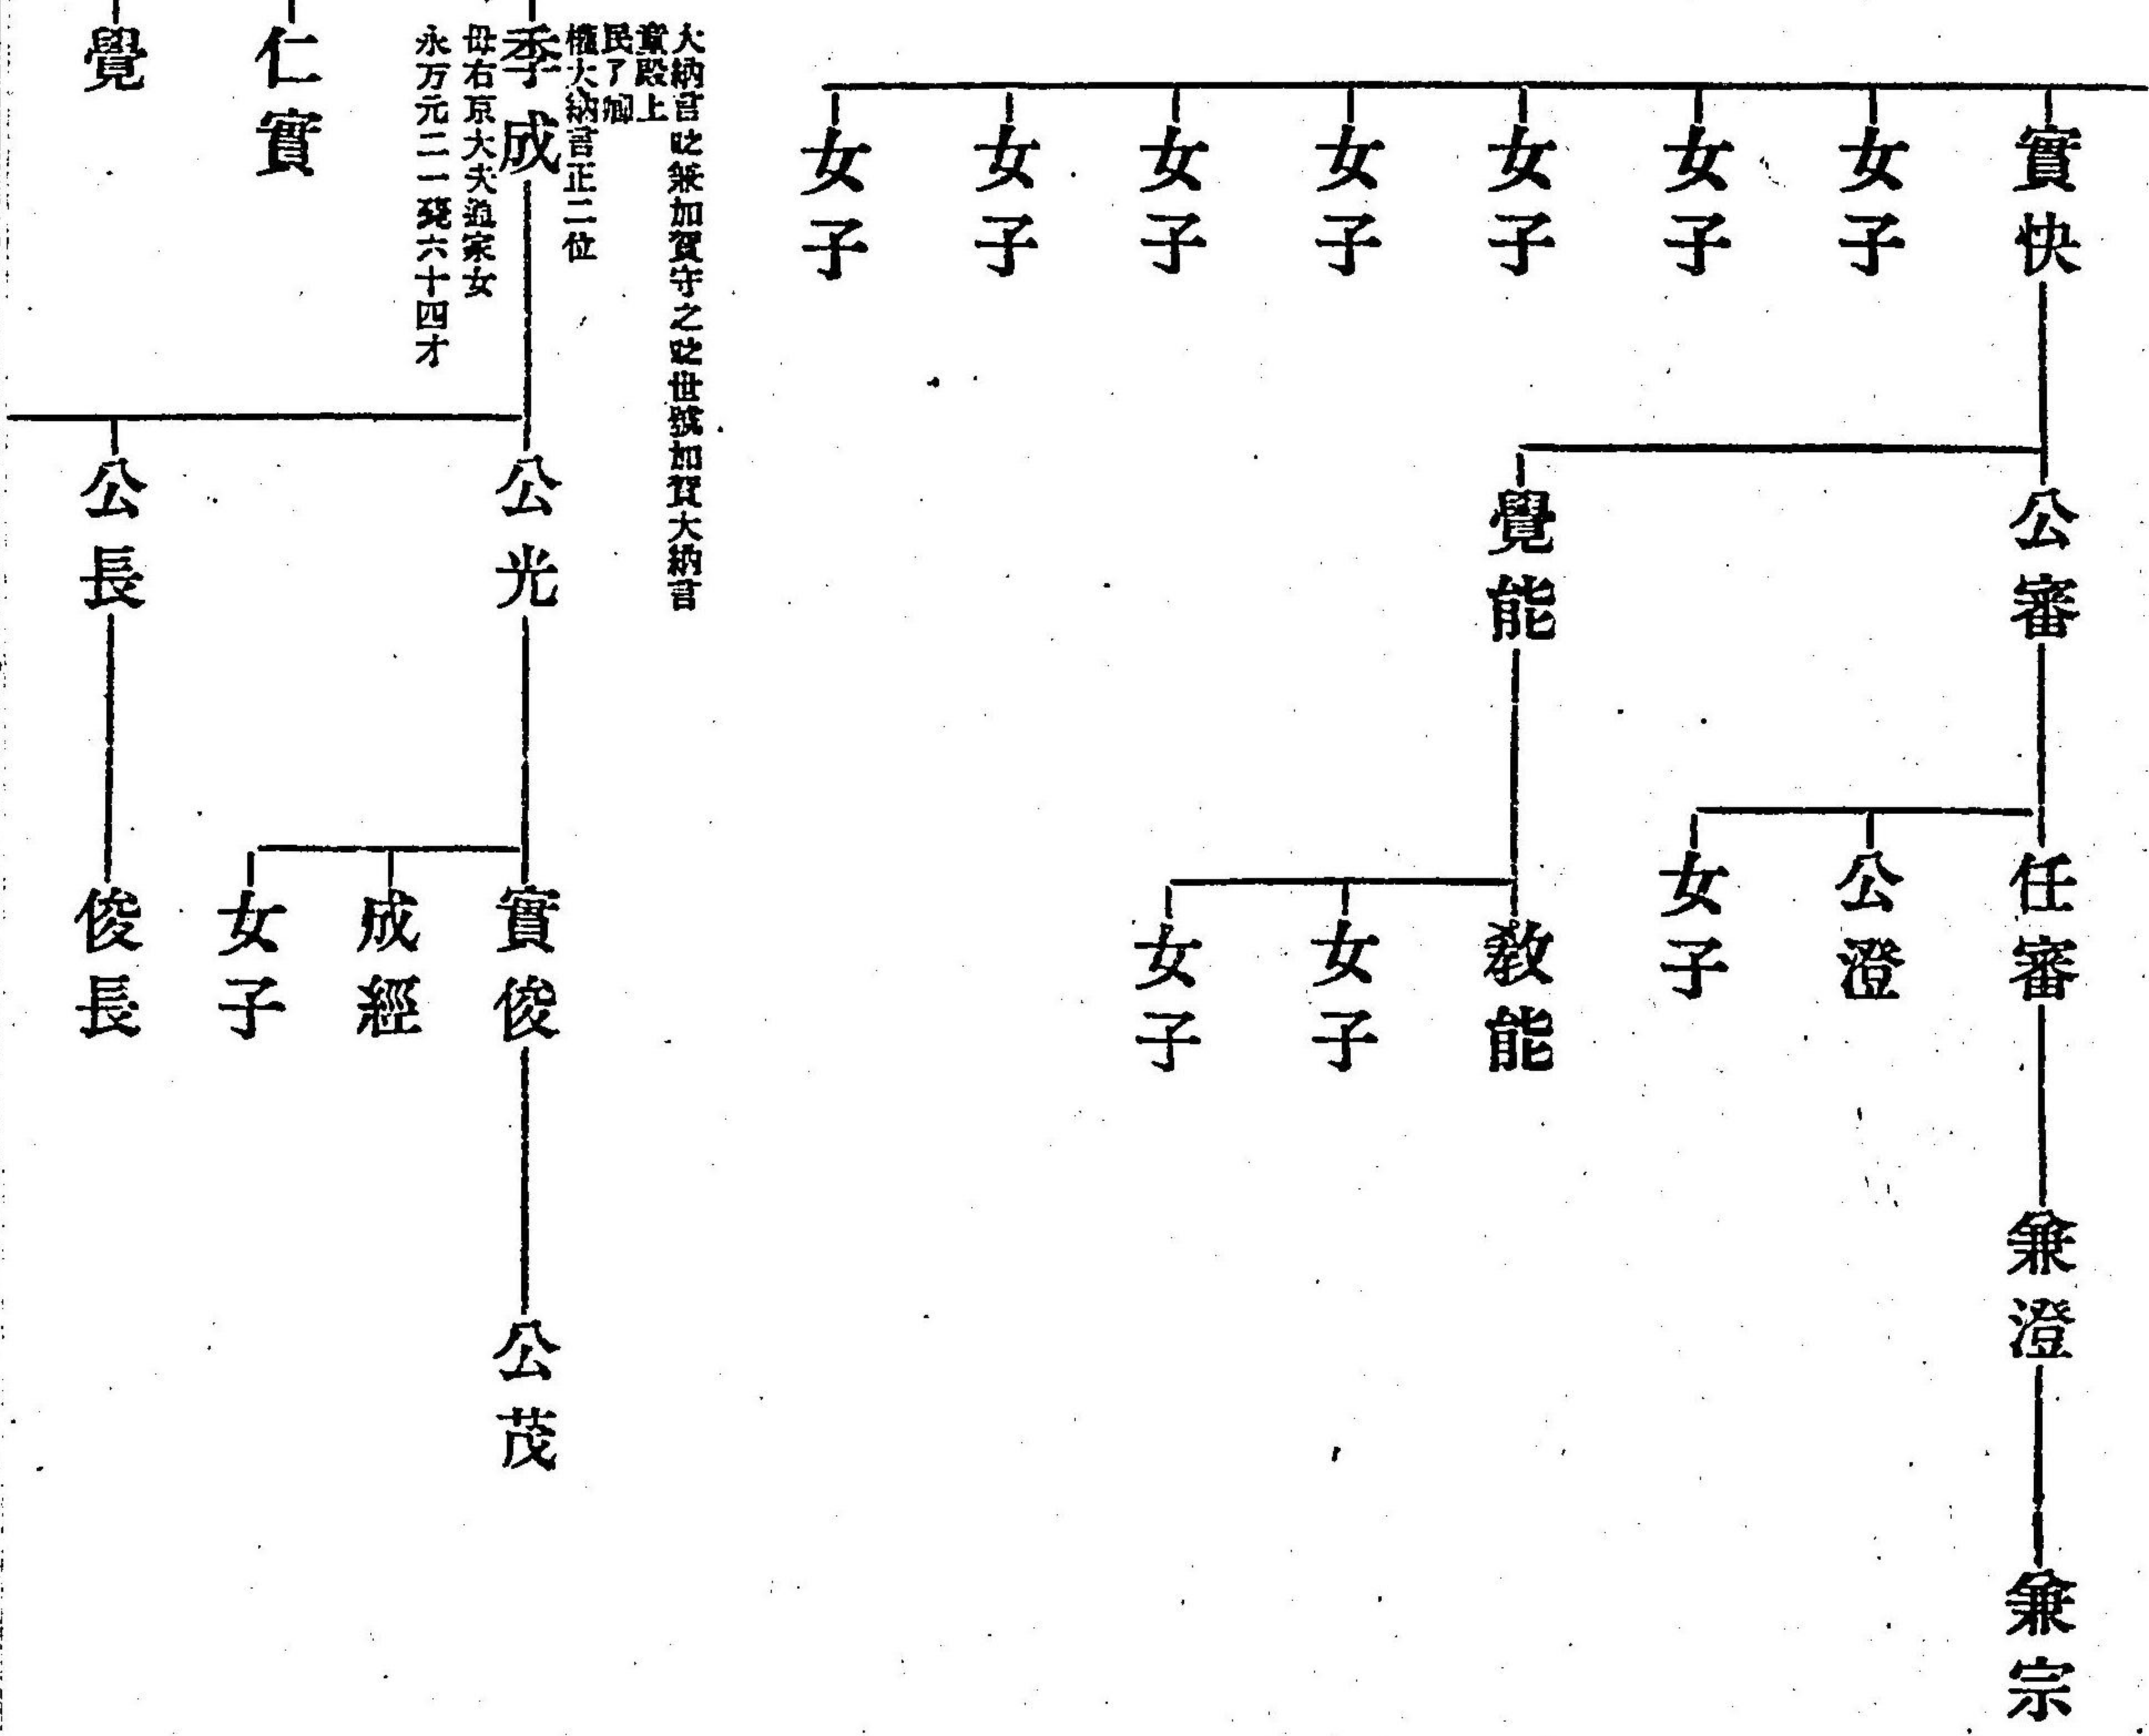 實快
女子
女子
女子
女子
女子
女子
女子
公審
覺能
任審
公澄
女子
教能
女子
女子
兼澄
兼宗
大納言 兼加賀守之 世號加賀大納言
童殿上
民了卿
權大納言正二位
季成
母右京大夫通家女
永万元二一薨六十四才
仁實
覺
公光
公長
實俊
成經
女子
俊長
公茂